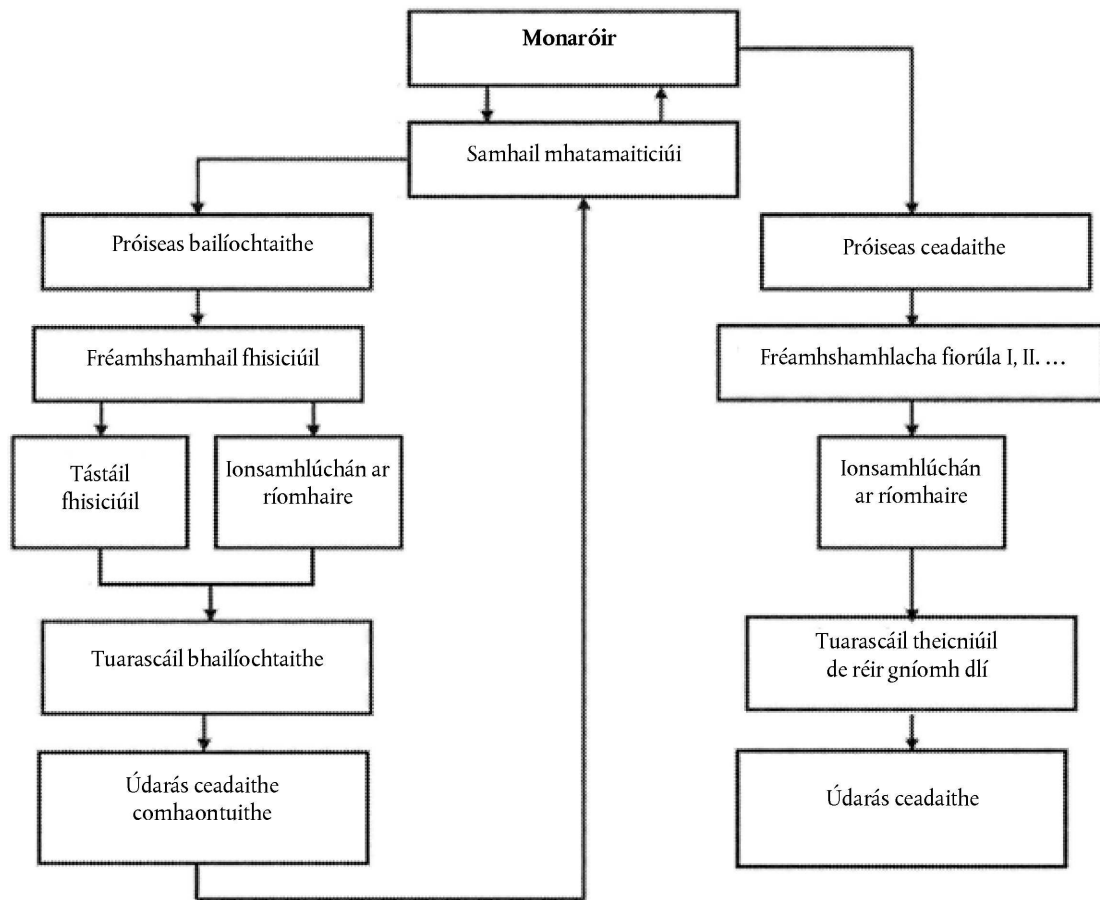 Monaróir
Samhail mhatamaiticiúi
Próiseas bailíochtaithe
Fréamhshamhail fhisiciúil
Tástáil
fhisiciúil
Ionsamhlúchán ar
ríomhaire
Tuarascáil bhailíochtaithe
Údarás ceadaithe
comhaontuithe
Próiseas ceadaithe
Fréamhshamhlacha fiorúla I, II. …
Ionsamhlúchán
ar ríomhaire
Tuarascáil theicniúil
de réir gníomh dlí
Údarás ceadaithe